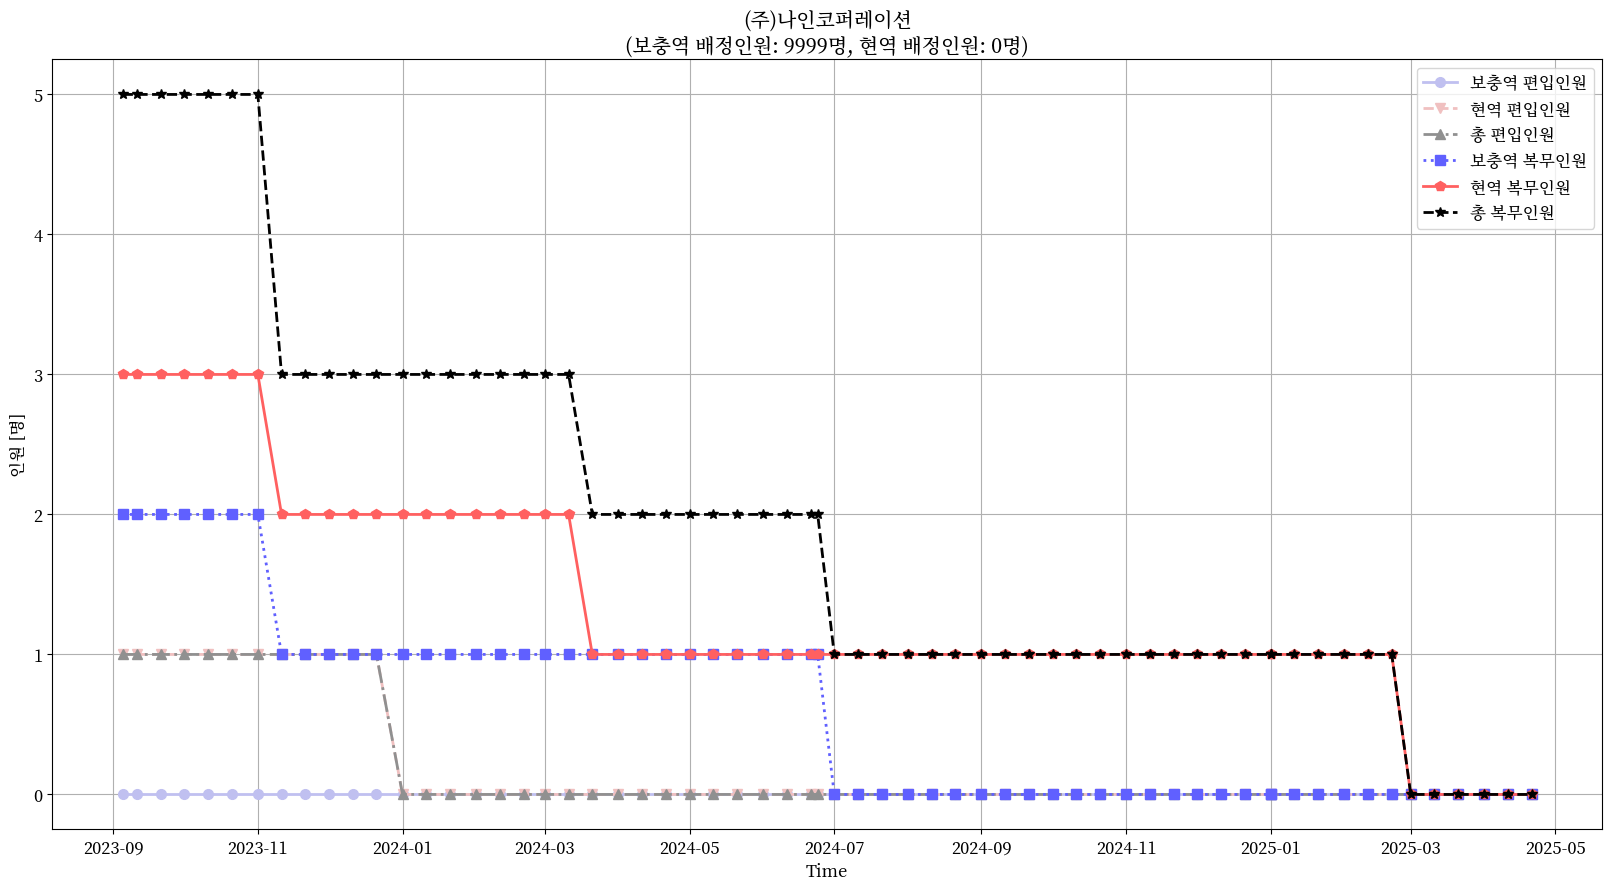 (주)나인코퍼레이션
(보충역 배정인원: 9999명, 현역 배정인원: 0명)
보충역 편입인원
현역 편입인원
총 편입인원
보충역 복무인원
현역 복무인원
총 복무인원
인원 [명]
5
4
3
2
1
0
2023-09
2023-11
2024-01
2024-03
2024-05
2024-07
2024-09
2024-11
2025-01
2025-03
2025-05
Time